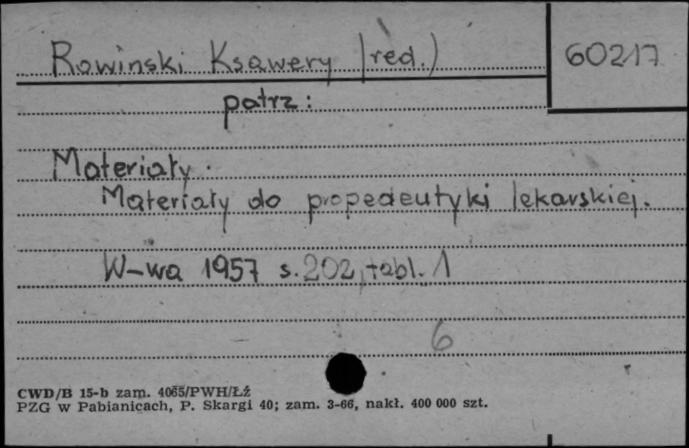 Rowinski Ksawery (red.)
60217
patrz:
Materiały.
Materiały do propedeutyki lekarskiej.
W-wa 1957 s. 202, tabl. 1
6
CWD/B 15-b zam. 4065/PWH/Łź
PZG w Pabianicach, P. Skargi 40; zam. 3-66, nakł. 400 000 szt.